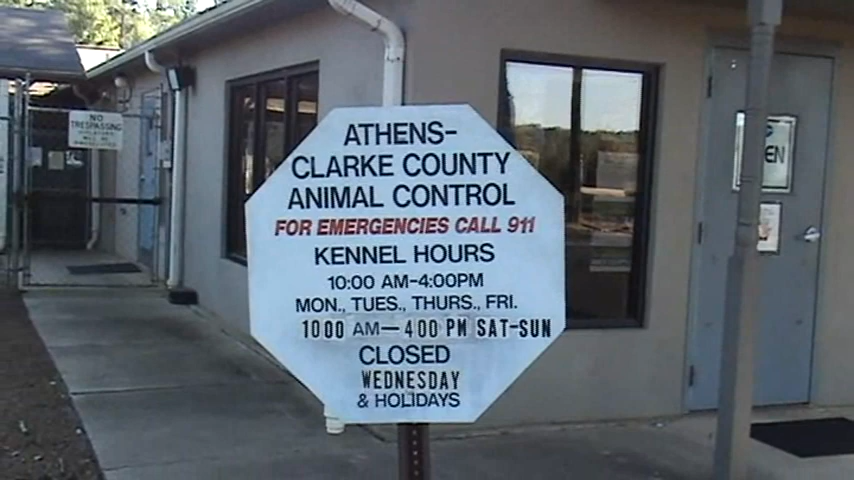 NO
TRESPASSING
ATHENS-
CLARKE COUNTY
ANIMAL CONTROL
FOR EMERGENCIES CALL 911
KENNEL HOURS
10:00 AM-4:00PM
MON., TUES., THURS., FRI.
1000 AM—400 PM SAT-SUN
CLOSED
WEDNESDAY
& HOLIDAYS
EN